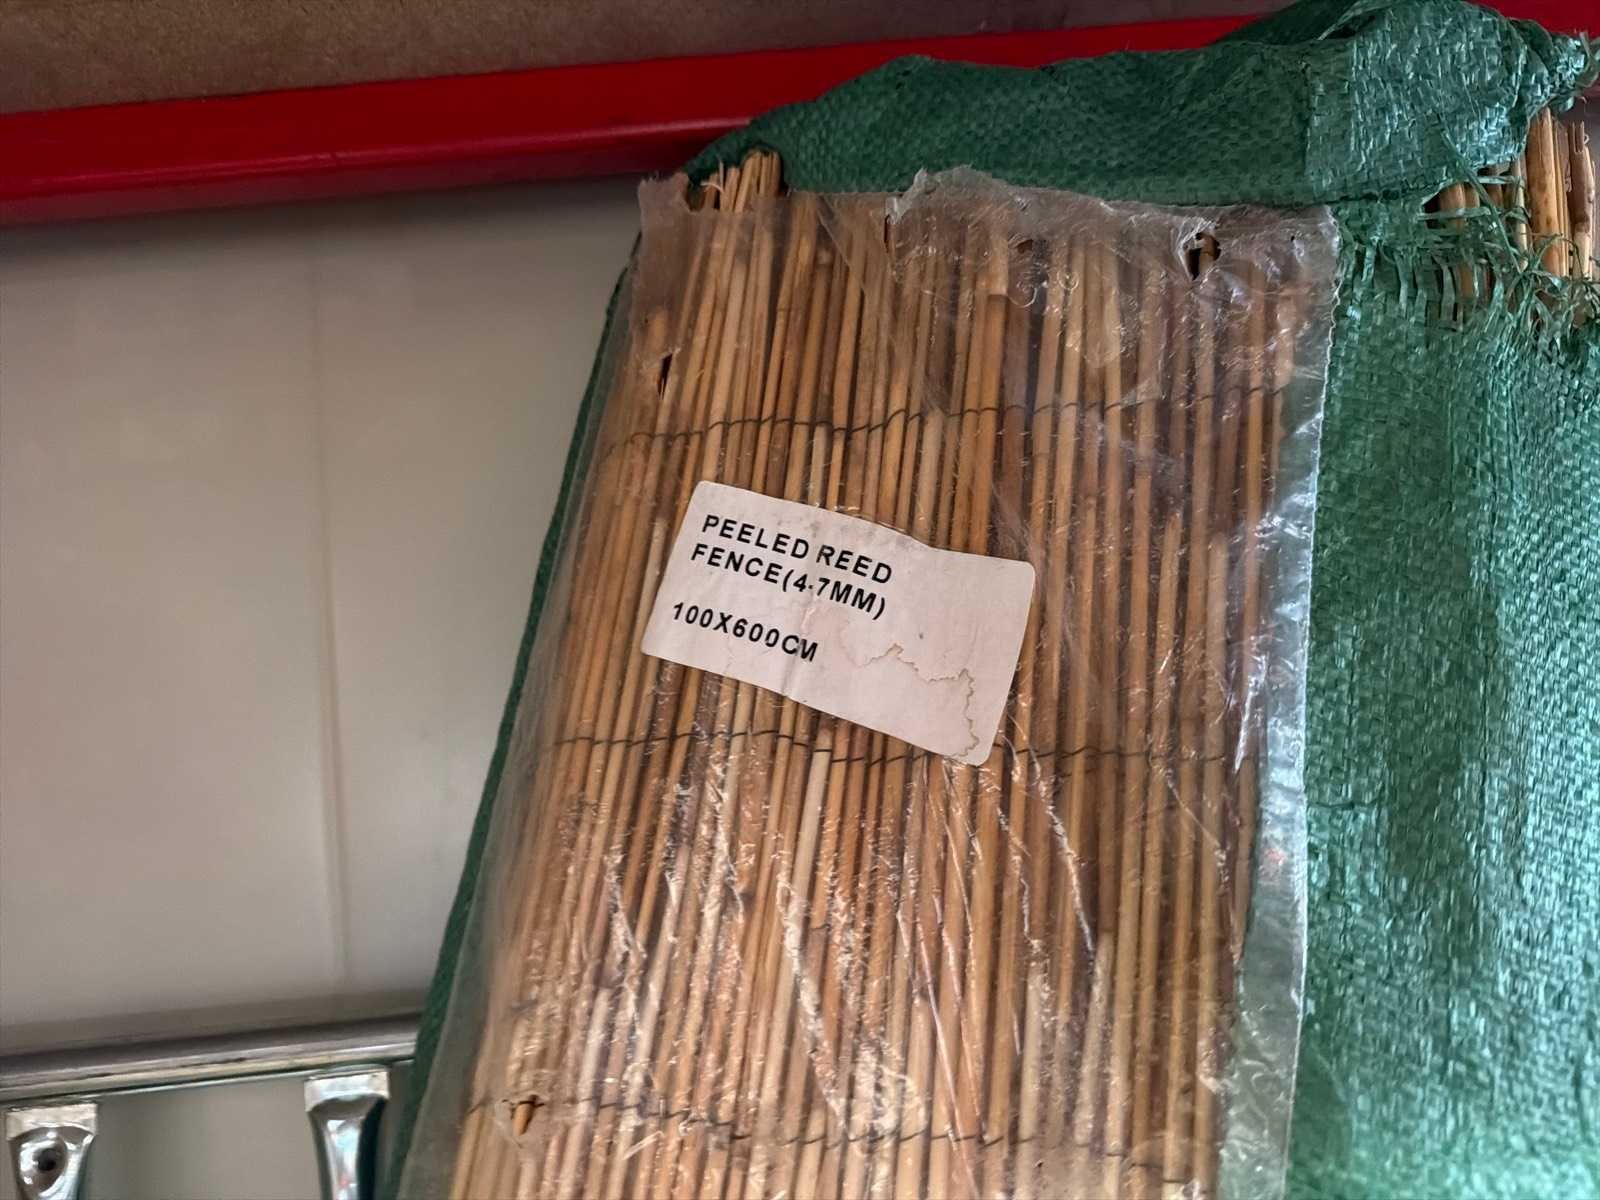 PEELED REED
FENCE(4-7MM)
100X600CM